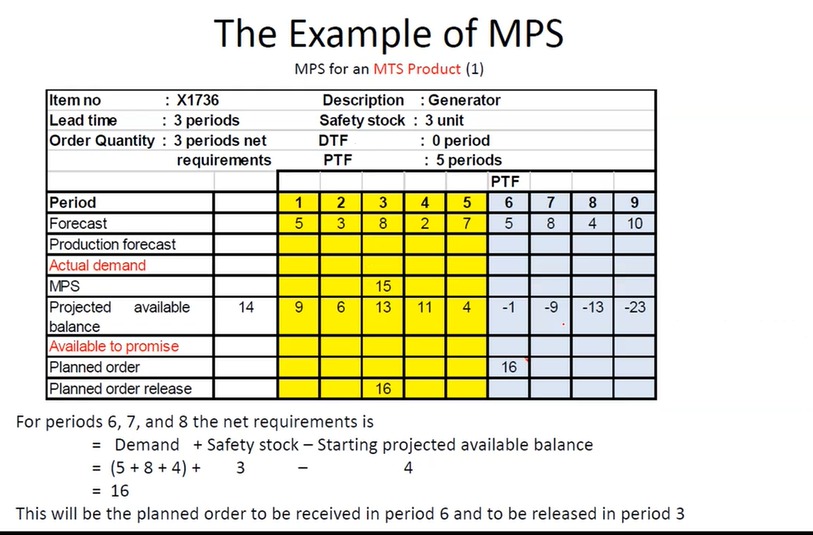 The Example of MPS
MPS for an MTS Product (1)
Item no : X1736 Description : Generator
Lead time : 3 periods Safety stock : 3 unit
Order Quantity : 3 periods net DTF : 0 period
requirements PTF : 5 periods
PTF
Period 1 2 3 4 5 6 7 8 9
Forecast 5 3 8 2 7 5 8 4 10
Production forecast
Actual demand
MPS 15
Projected available 14 9 6 13 11 4 -1 -9 -13 -23
balance
Available to promise
Planned order 16
Planned order release 16
For periods 6, 7, and 8 the net requirements is
= Demand + Safety stock – Starting projected available balance
= (5 + 8 + 4) + 3 – 4
= 16
This will be the planned order to be received in period 6 and to be released in period 3